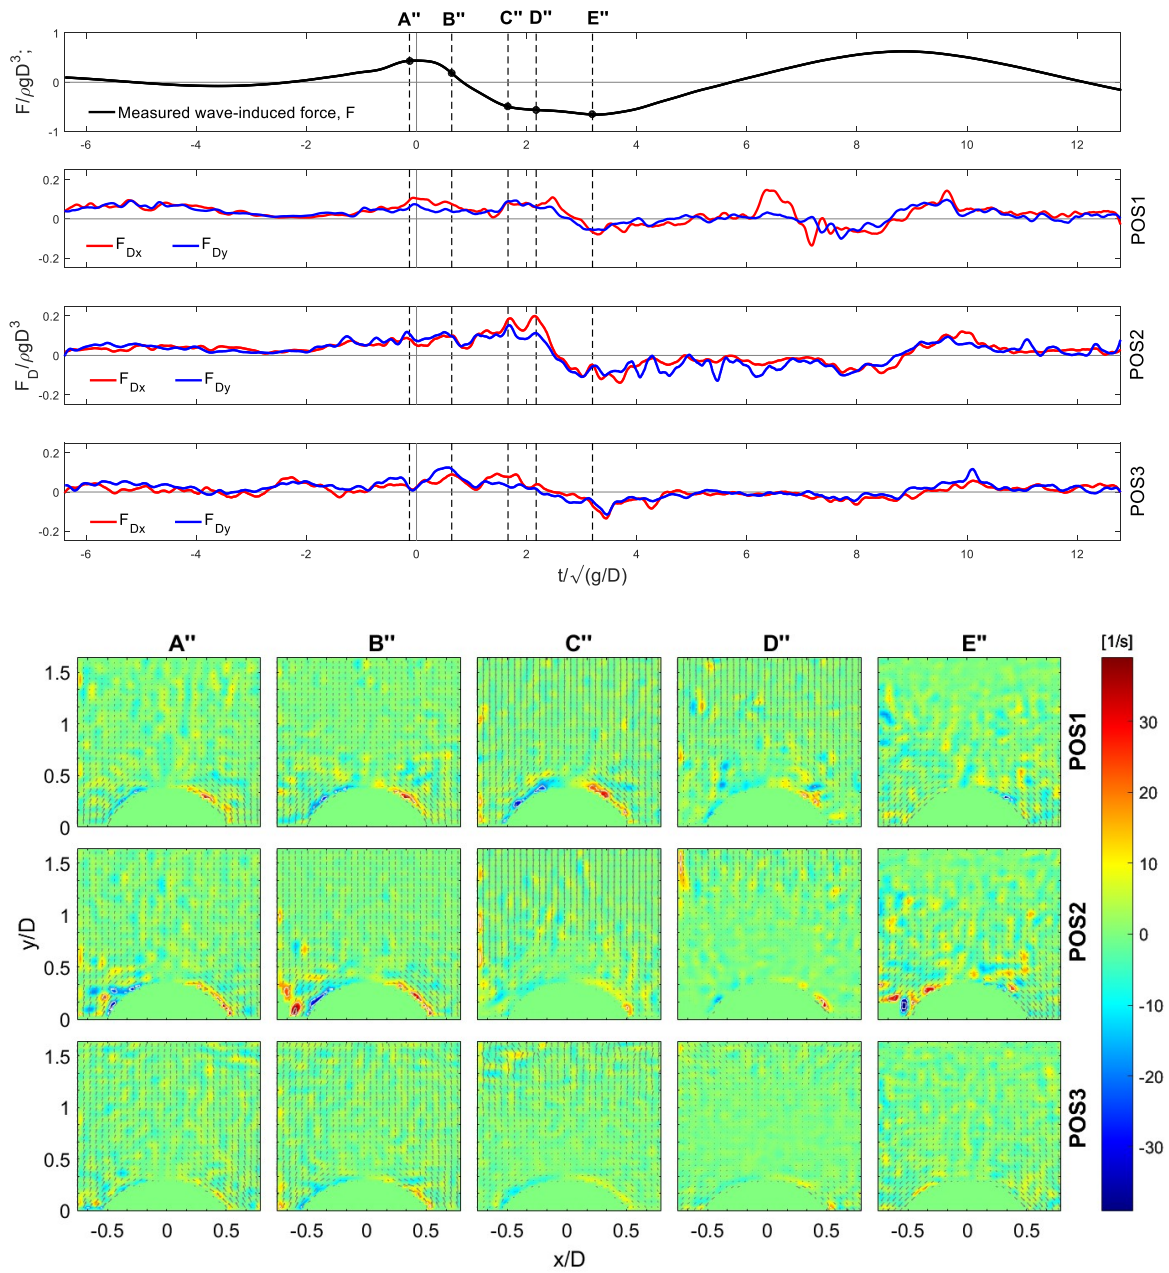 A" B" C" D" E"
F/ρgD³;
1
0
-1
Measured wave-induced force, F
-6 -4 -2 0 2 4 6 8 10 12
0.2
0
-0.2
F_Dx F_Dy
POS1
F_D/ρgD³
0.2
0
-0.2
F_Dx F_Dy
POS2
0.2
0
-0.2
F_Dx F_Dy
POS3
-6 -4 -2 0 2 4 6 8 10 12
t/√(g/D)
A" B" C" D" E" [1/s]
1.5
1
0.5
0
POS1
y/D
1.5
1
0.5
0
POS2
1.5
1
0.5
0
POS3
30
20
10
0
-10
-20
-30
-0.5 0 0.5 -0.5 0 0.5 -0.5 0 0.5 -0.5 0 0.5 -0.5 0 0.5
x/D